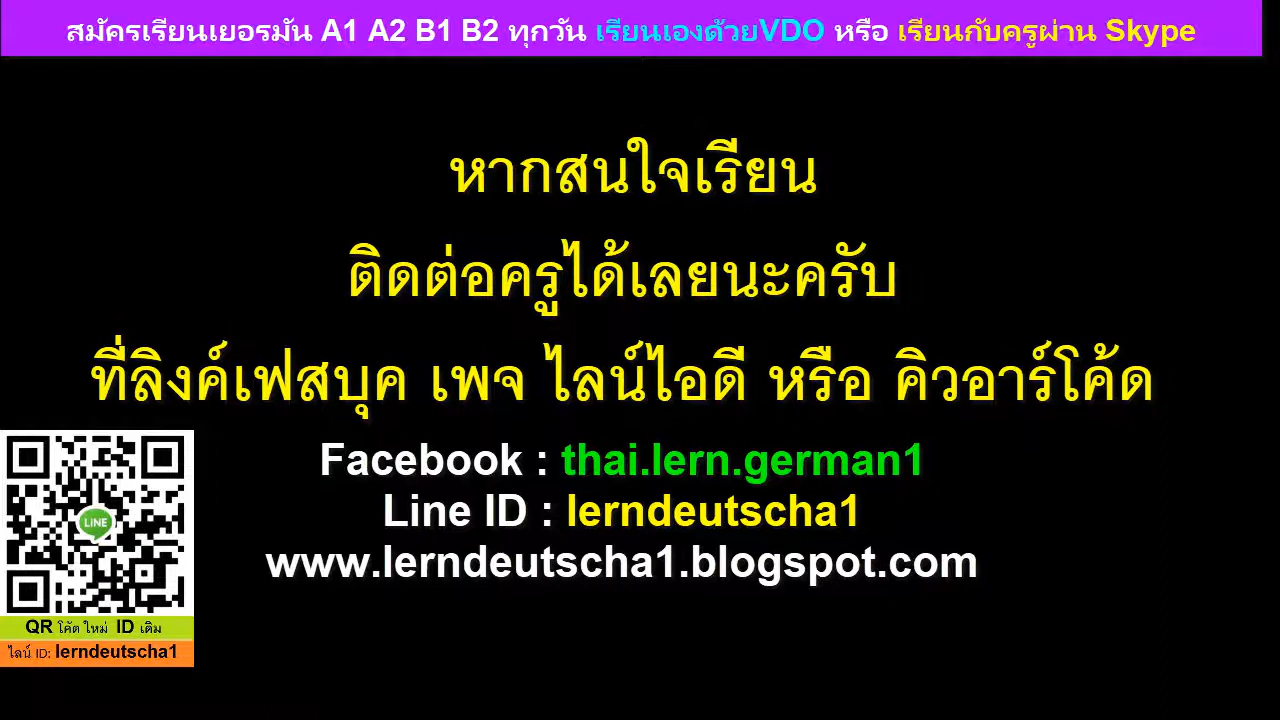 สมัครเรียนเยอรมัน A1 A2 B1 B2 ทุกวัน เรียนเองด้วยVDO หรือ เรียนกับครูผ่าน Skype
หากสนใจเรียน
ติดต่อครูได้เลยนะครับ
ที่ลิงค์เฟสบุค เพจ ไลน์ไอดี หรือ คิวอาร์โค้ด
Facebook : thai.lern.german1
Line ID : lerndeutscha1
www.lerndeutscha1.blogspot.com
LINE
QR โค้ด ใหม่ ID เดิม
ไลน์ ID: lerndeutscha1